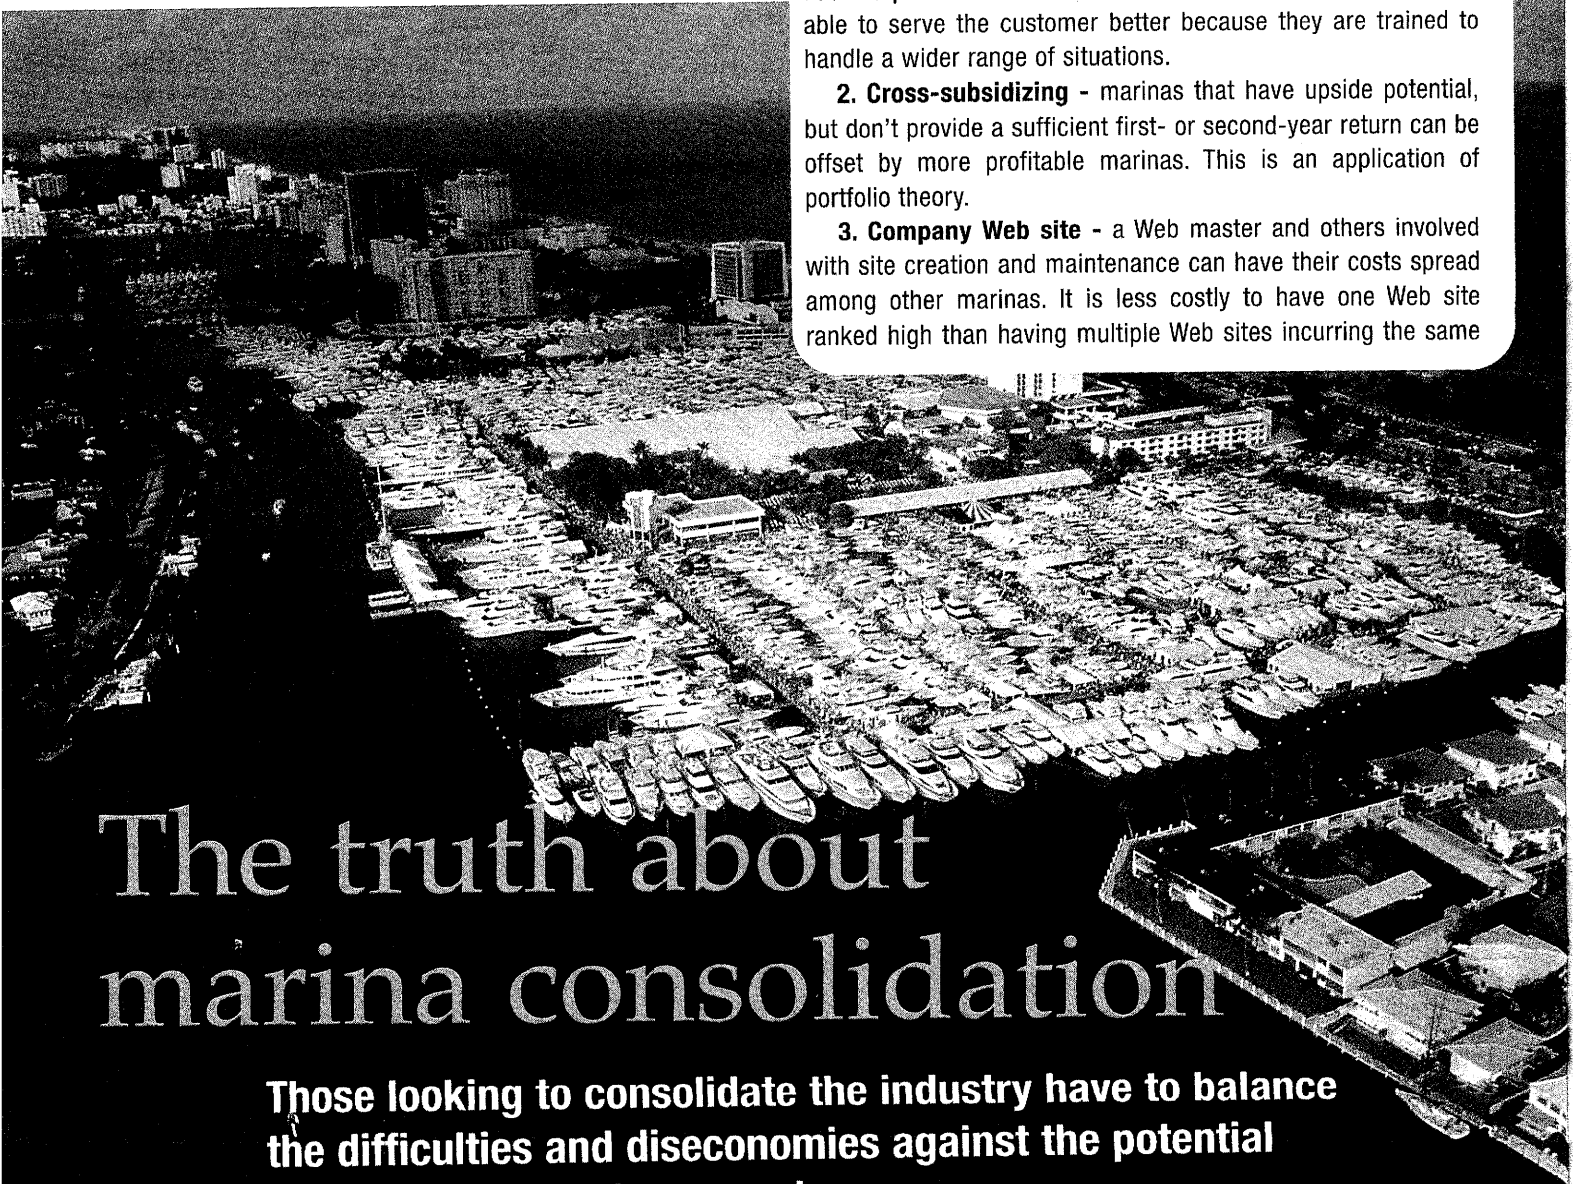 able to serve the customer better because they are trained to
handle a wider range of situations.
2. Cross-subsidizing - marinas that have upside potential,
but don't provide a sufficient first- or second-year return can be
offset by more profitable marinas. This is an application of
portfolio theory.
3. Company Web site - a Web master and others involved
with site creation and maintenance can have their costs spread
among other marinas. It is less costly to have one Web site
ranked high than having multiple Web sites incurring the same
The truth about
marina consolidation
Those looking to consolidate the industry have to balance
the difficulties and diseconomies against the potential